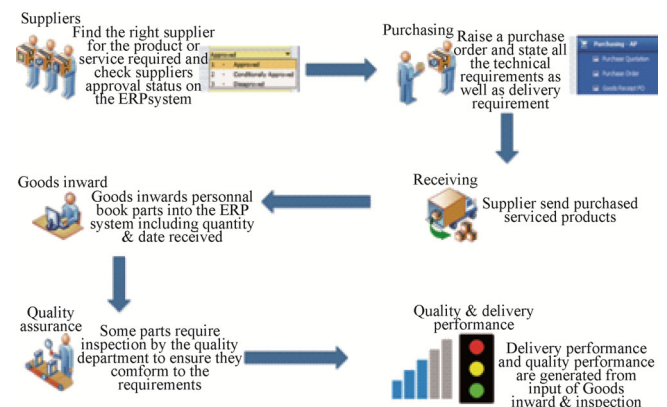 Suppliers
Find the right supplier
for the product or
service required and
check suppliers
approval status on
the ERPsystem
Approved
1 - Approved
2 - Conditionally Approved
3 - Disapproved
Purchasing
Raise a purchase
order and state all
the technical
requirements as
well as delivery
requirement
Purchasing - AP
Purchase Quotation
Purchase Order
Goods Receipt PO
Goods inward
Goods inwards personnal
book parts into the ERP
system including quantity
& date received
Receiving
Supplier send purchased
serviced products
Quality
assurance
Some parts require
inspection by the quality
department to ensure they
comform to the
requirements
Quality & delivery
performance
Delivery performance
and quality performance
are generated from
input of Goods
inward & inspection